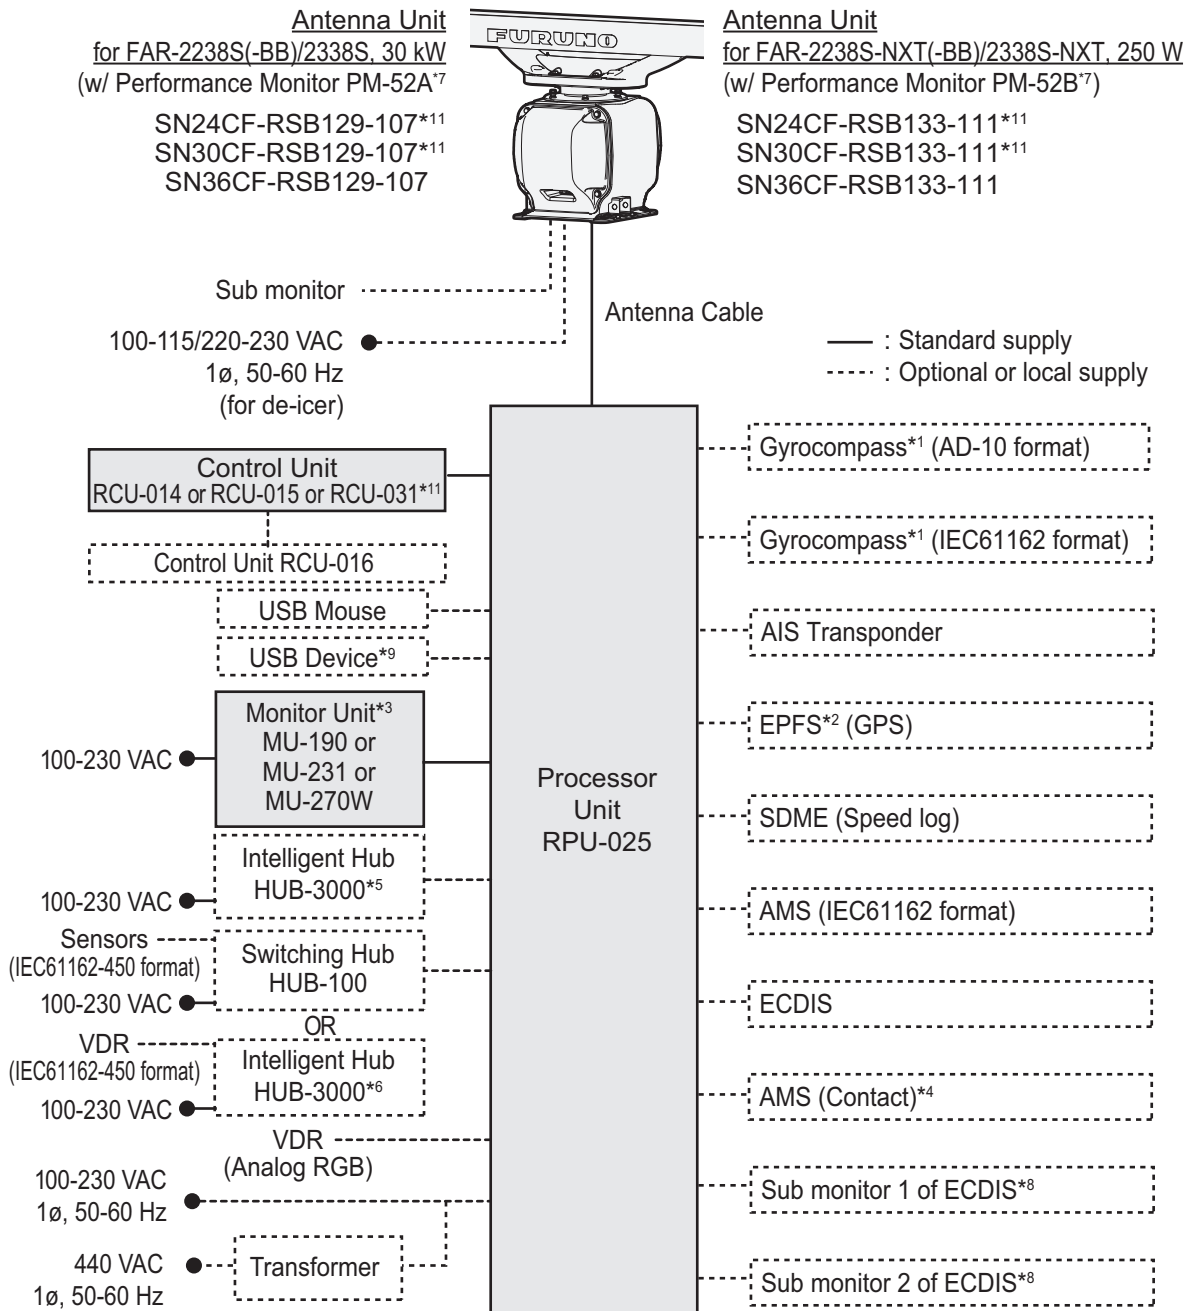 Antenna Unit
for FAR-2238S(-BB)/2338S, 30 kW
(w/ Performance Monitor PM-52A*7
SN24CF-RSB129-107*11
SN30CF-RSB129-107*11
SN36CF-RSB129-107
FURUNO
Antenna Unit
for FAR-2238S-NXT(-BB)/2338S-NXT, 250 W
(w/ Performance Monitor PM-52B*7)
SN24CF-RSB133-111*11
SN30CF-RSB133-111*11
SN36CF-RSB133-111
Sub monitor
100-115/220-230 VAC
1ø, 50-60 Hz
(for de-icer)
Antenna Cable
: Standard supply
: Optional or local supply
Control Unit
RCU-014 or RCU-015 or RCU-031*11
Control Unit RCU-016
USB Mouse
USB Device*9
Monitor Unit*3
MU-190 or
MU-231 or
MU-270W
100-230 VAC
Intelligent Hub
HUB-3000*5
100-230 VAC
Sensors
(IEC61162-450 format)
Switching Hub
HUB-100
100-230 VAC
OR
VDR
(IEC61162-450 format)
Intelligent Hub
HUB-3000*6
100-230 VAC
VDR
(Analog RGB)
100-230 VAC
1ø, 50-60 Hz
440 VAC
1ø, 50-60 Hz
Transformer
Processor
Unit
RPU-025
Gyrocompass*1 (AD-10 format)
Gyrocompass*1 (IEC61162 format)
AIS Transponder
EPFS*2 (GPS)
SDME (Speed log)
AMS (IEC61162 format)
ECDIS
AMS (Contact)*4
Sub monitor 1 of ECDIS*8
Sub monitor 2 of ECDIS*8